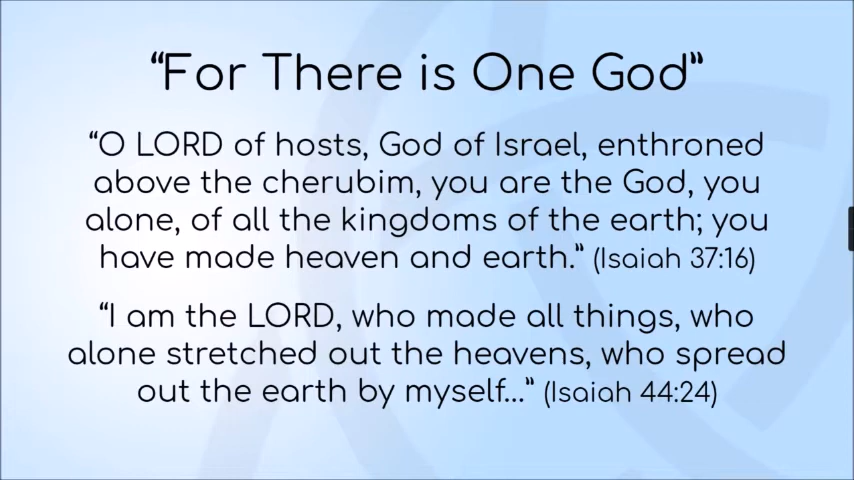 “For There is One God”
“O LORD of hosts, God of Israel, enthroned
above the cherubim, you are the God, you
alone, of all the kingdoms of the earth; you
have made heaven and earth.” (Isaiah 37:16)
“I am the LORD, who made all things, who
alone stretched out the heavens, who spread
out the earth by myself...” (Isaiah 44:24)